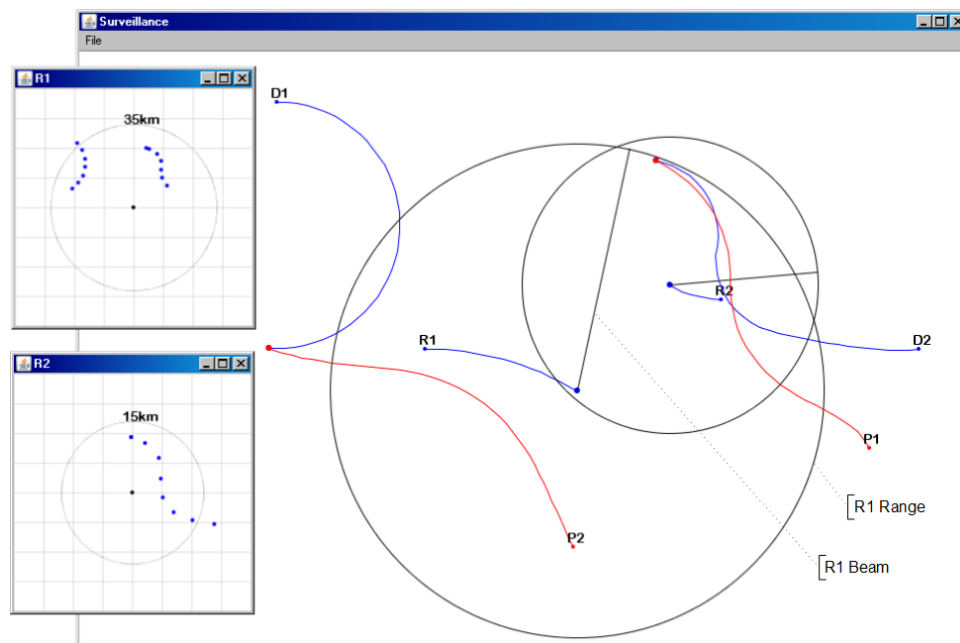 Surveillance
File
R1
35km
R2
15km
D1
R1
R2
D2
P1
P2
R1 Range
R1 Beam